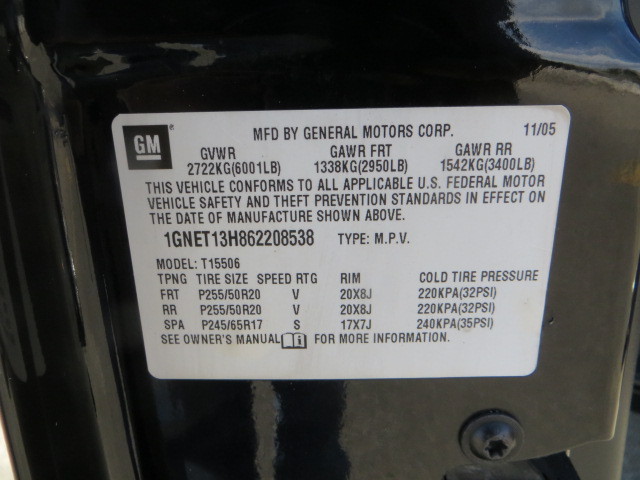 GM® MFD BY GENERAL MOTORS CORP. 11/05
GVWR GAWR FRT GAWR RR
2722KG(6001LB) 1338KG(2950LB) 1542KG(3400LB)
THIS VEHICLE CONFORMS TO ALL APPLICABLE U.S. FEDERAL MOTOR
VEHICLE SAFETY AND THEFT PREVENTION STANDARDS IN EFFECT ON
THE DATE OF MANUFACTURE SHOWN ABOVE.
1GNET13H862208538 TYPE: M.P.V.
MODEL: T15506
TPNG TIRE SIZE SPEED RTG RIM COLD TIRE PRESSURE
FRT P255/50R20 V 20X8J 220KPA(32PSI)
RR P255/50R20 V 20X8J 220KPA(32PSI)
SPA P245/65R17 S 17X7J 240KPA(35PSI)
SEE OWNER'S MANUAL i FOR MORE INFORMATION.